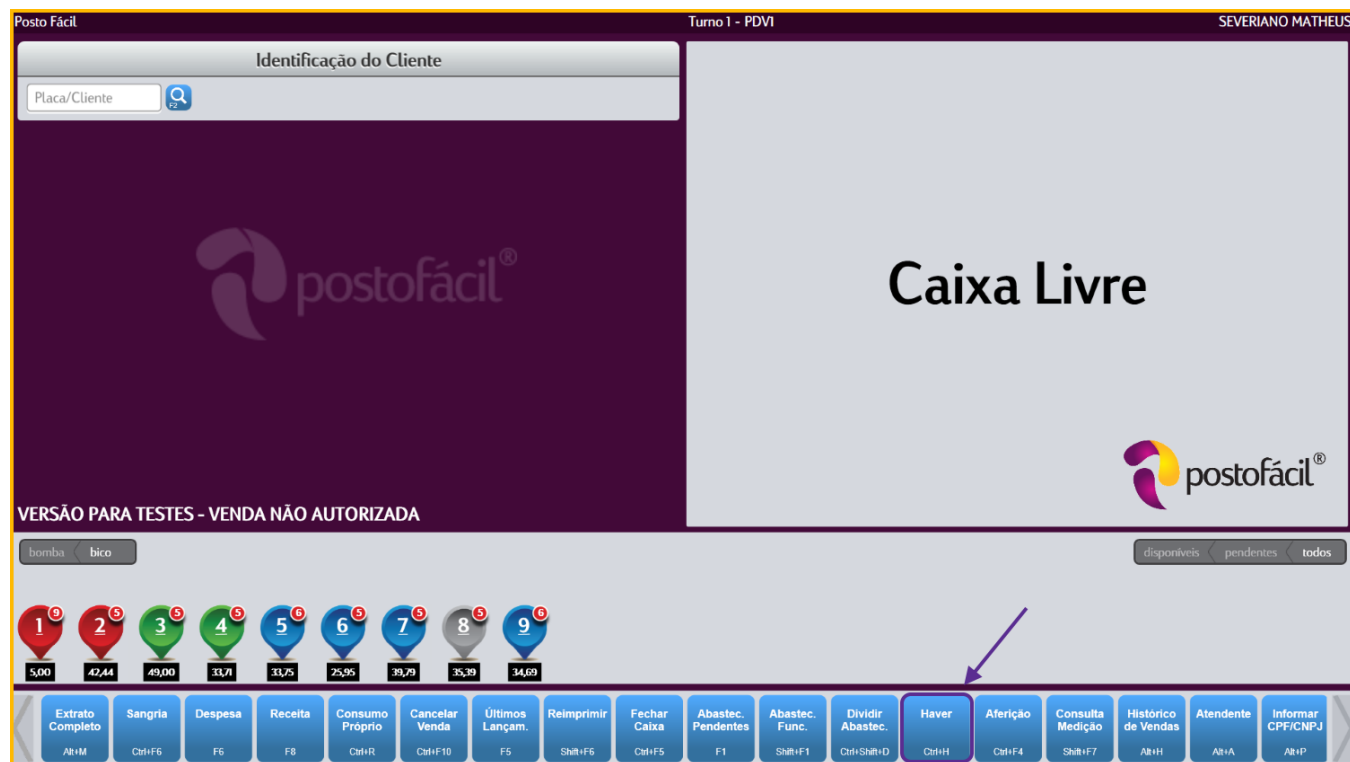 Posto Fácil
Turno 1 - PDV1
SEVERIANO MATHEUS
Identificação do Cliente
Placa/Cliente
F2
postofácil®
Caixa Livre
postofácil®
VERSÃO PARA TESTES - VENDA NÃO AUTORIZADA
bomba bico
disponíveis pendentes todos
1 9 2 5 3 5 4 5 5 6 6 5 7 5 8 5 9 6
5,00 42,44 49,00 33,71 33,75 25,95 39,79 35,39 34,69
Extrato Completo Alt+M
Sangria Ctrl+F6
Despesa F6
Receita F8
Consumo Próprio Ctrl+R
Cancelar Venda Ctrl+F10
Últimos Lançam. F5
Reimprimir Shift+F6
Fechar Caixa Ctrl+F5
Abastec. Pendentes F1
Abastec. Func. Shift+F1
Dividir Abastec. Ctrl+Shift+D
Haver Ctrl+H
Aferição Ctrl+F4
Consulta Medição Shift+F7
Histórico de Vendas Alt+H
Atendente Alt+A
Informar CPF/CNPJ Alt+P